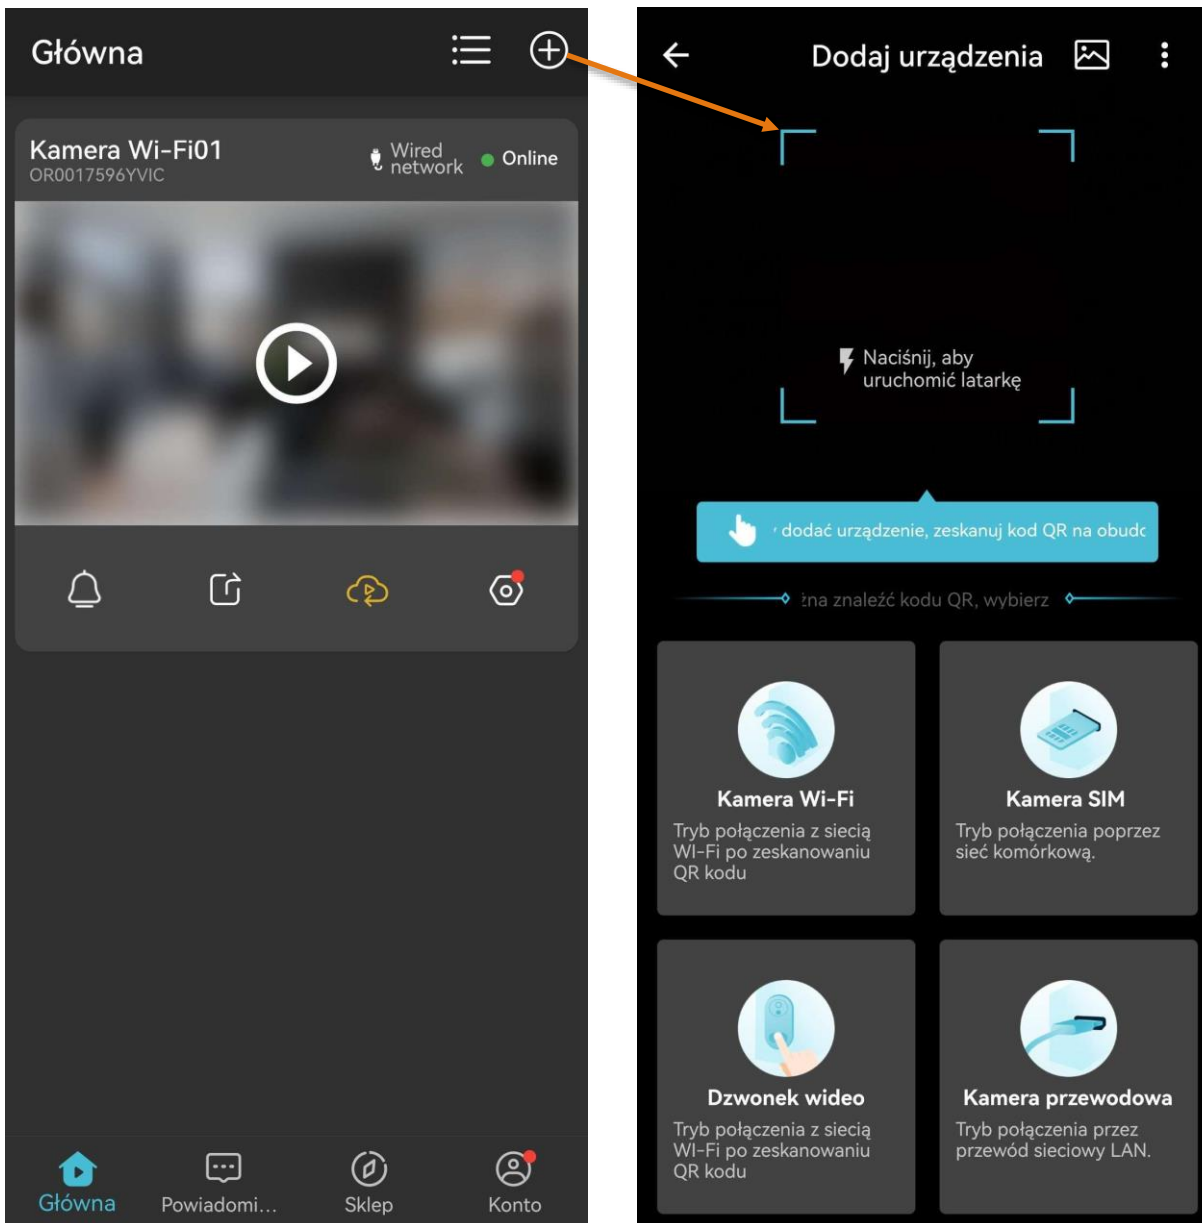 Główna
Kamera Wi-Fi01
OR0017596YVIC
Wired
network
Online
Główna
Powiadomi...
Sklep
Konto
Dodaj urządzenia
Naciśnij, aby
uruchomić latarkę
dodać urządzenie, zeskanuj kod QR na
znaleźć kodu QR, wybierz
Kamera Wi-Fi
Tryb połączenia z siecią
WI-Fi po zeskanowaniu
QR kodu
Kamera SIM
Tryb połączenia poprzez
sieć komórkową.
Dzwonek wideo
Tryb połączenia z siecią
WI-Fi po zeskanowaniu
QR kodu
Kamera przewodowa
Tryb połączenia przez
przewód sieciowy LAN.